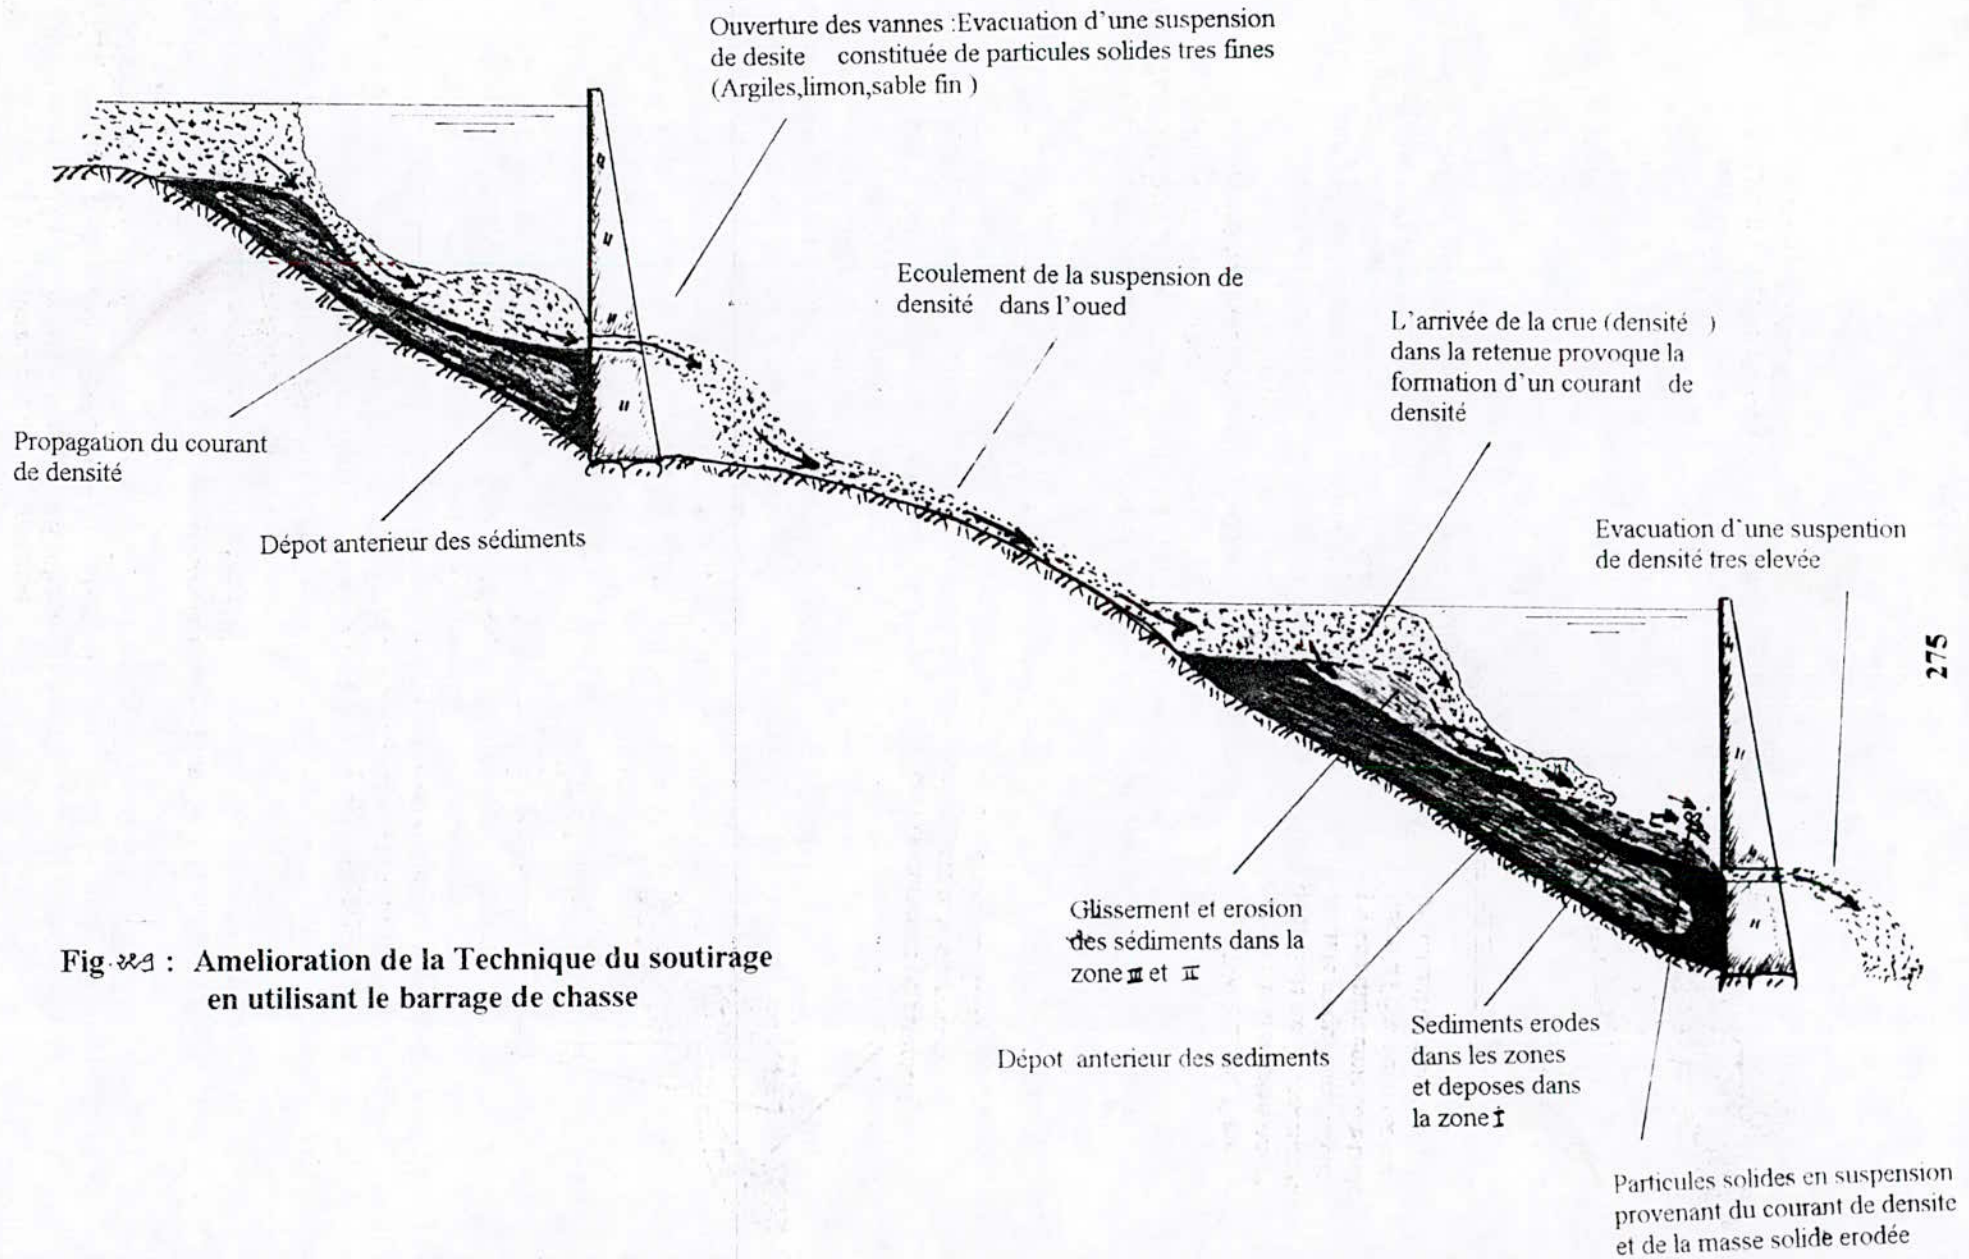 Ouverture des vannes :Evacuation d'une suspension
de desite constituée de particules solides tres fines
(Argiles,limon,sable fin )
Ecoulement de la suspension de
densité dans l'oued
L'arrivée de la crue (densité )
dans la retenue provoque la
formation d'un courant de
densité
Propagation du courant
de densité
Dépot anterieur des sédiments
Evacuation d'une suspention
de densité tres elevée
275
Glissement et erosion
des sédiments dans la
zone III et II
Fig : Amelioration de la Technique du soutirage
en utilisant le barrage de chasse
Dépot anterieur des sediments
Sediments erodes
dans les zones
et deposes dans
la zone I
Particules solides en suspension
provenant du courant de densite
et de la masse solide erodée